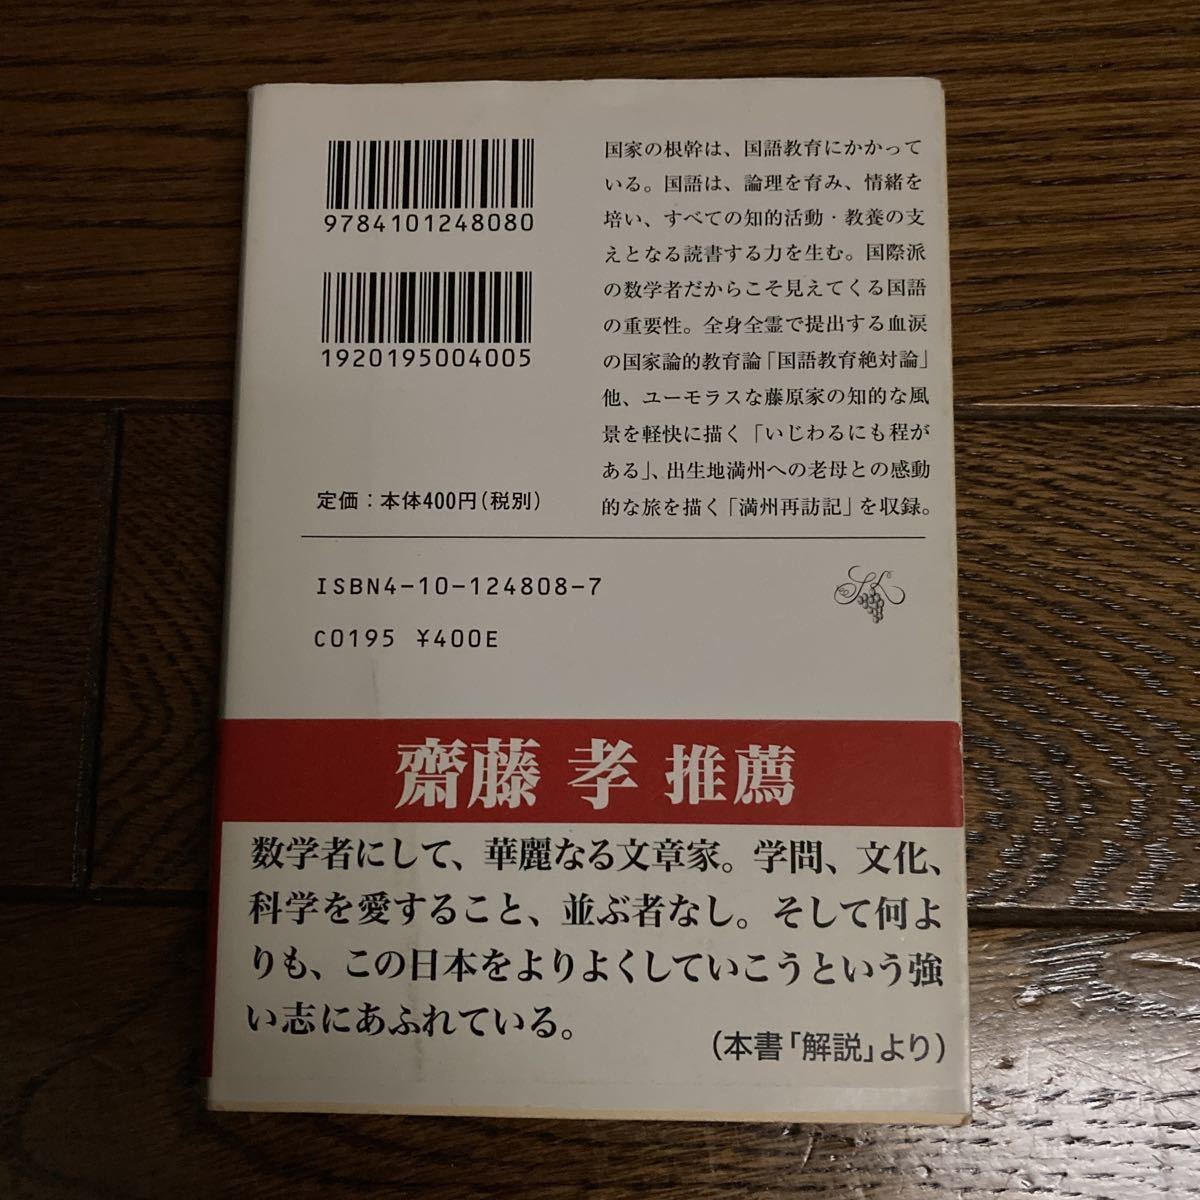 9784101248080
1920195004005
定価：本体400円（税別）
国家の根幹は、国語教育にかかって
いる。国語は、論理を育み、情緒を
培い、すべての知的活動・教養の支
えとなる読書する力を生む。国際派
の数学者だからこそ見えてくる国語
の重要性。全身全霊で提出する血涙
の国家論的教育論「国語教育絶対論」
他、ユーモラスな藤原家の知的な風
景を軽快に描く「いじわるにも程が
ある」、出生地満州への老母との感動
的な旅を描く「満州再訪記」を収録。
ISBN4-10-124808-7
C0195 ¥400E
齋藤 孝 推薦
数学者にして、華麗なる文章家。学問、文化、
科学を愛すること、並ぶ者なし。そして何よ
りも、この日本をよりよくしていこうという強
い志にあふれている。
（本書「解説」より）